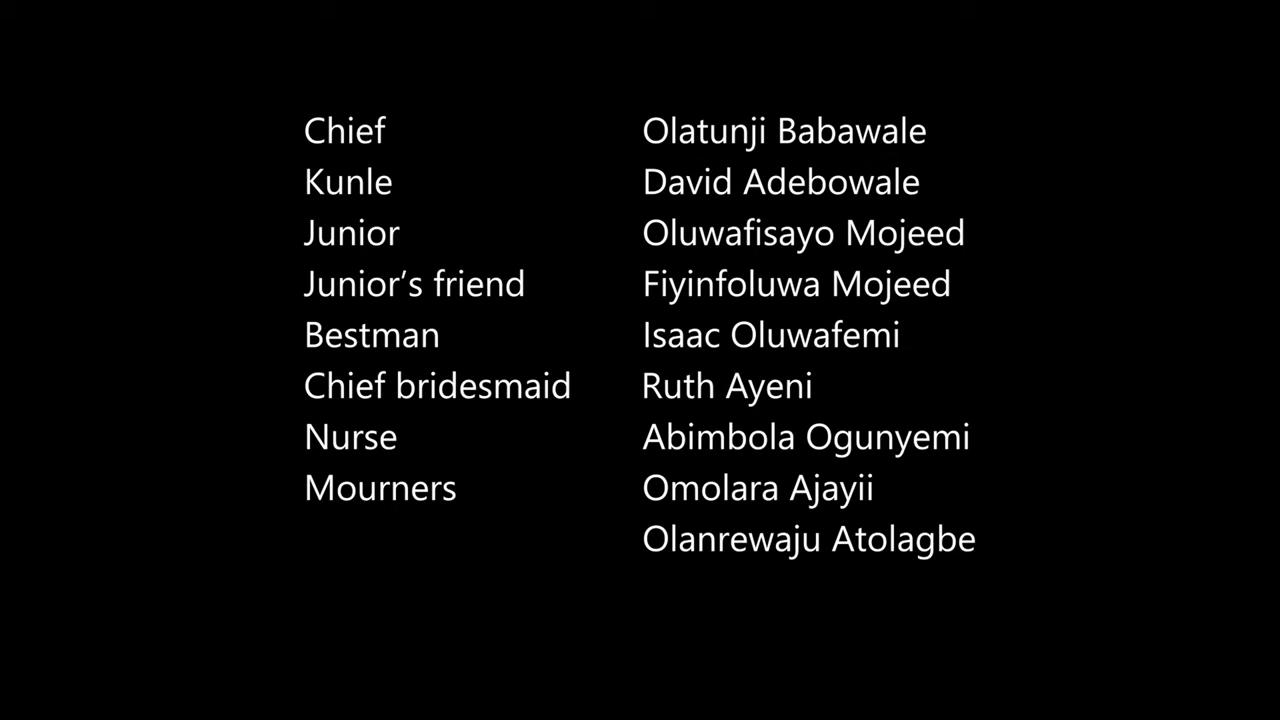 Chief Olatunji Babawale
Kunle David Adebowale
Junior Oluwafisayo Mojeed
Junior’s friend Fiyinfoluwa Mojeed
Bestman Isaac Oluwafemi
Chief bridesmaid Ruth Ayeni
Nurse Abimbola Ogunyemi
Mourners Omolara Ajayii
Olanrewaju Atolagbe